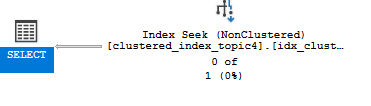 Index Seek (NonClustered)
[clustered_index_topic4].[idx_clust…
SELECT
0 of
1 (0%)